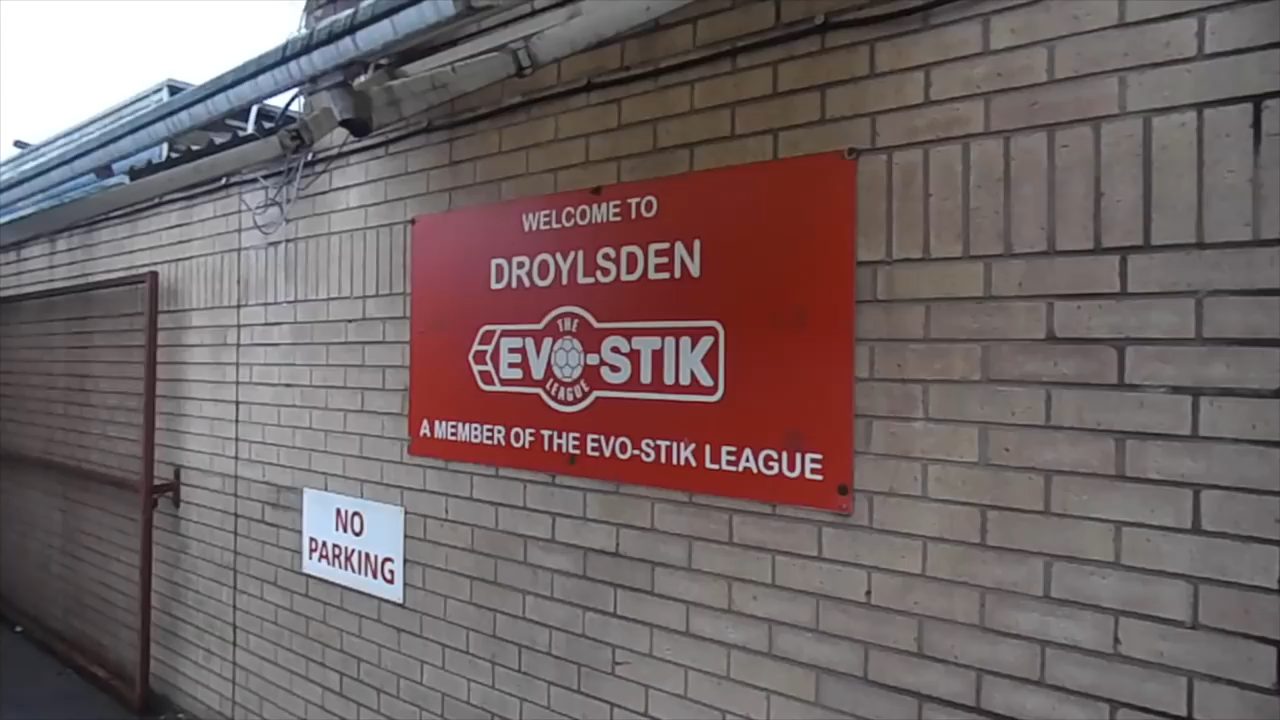 WELCOME TO
DROYLSDEN
THE
EVO-STIK
LEAGUE
A MEMBER OF THE EVO-STIK LEAGUE
NO
PARKING